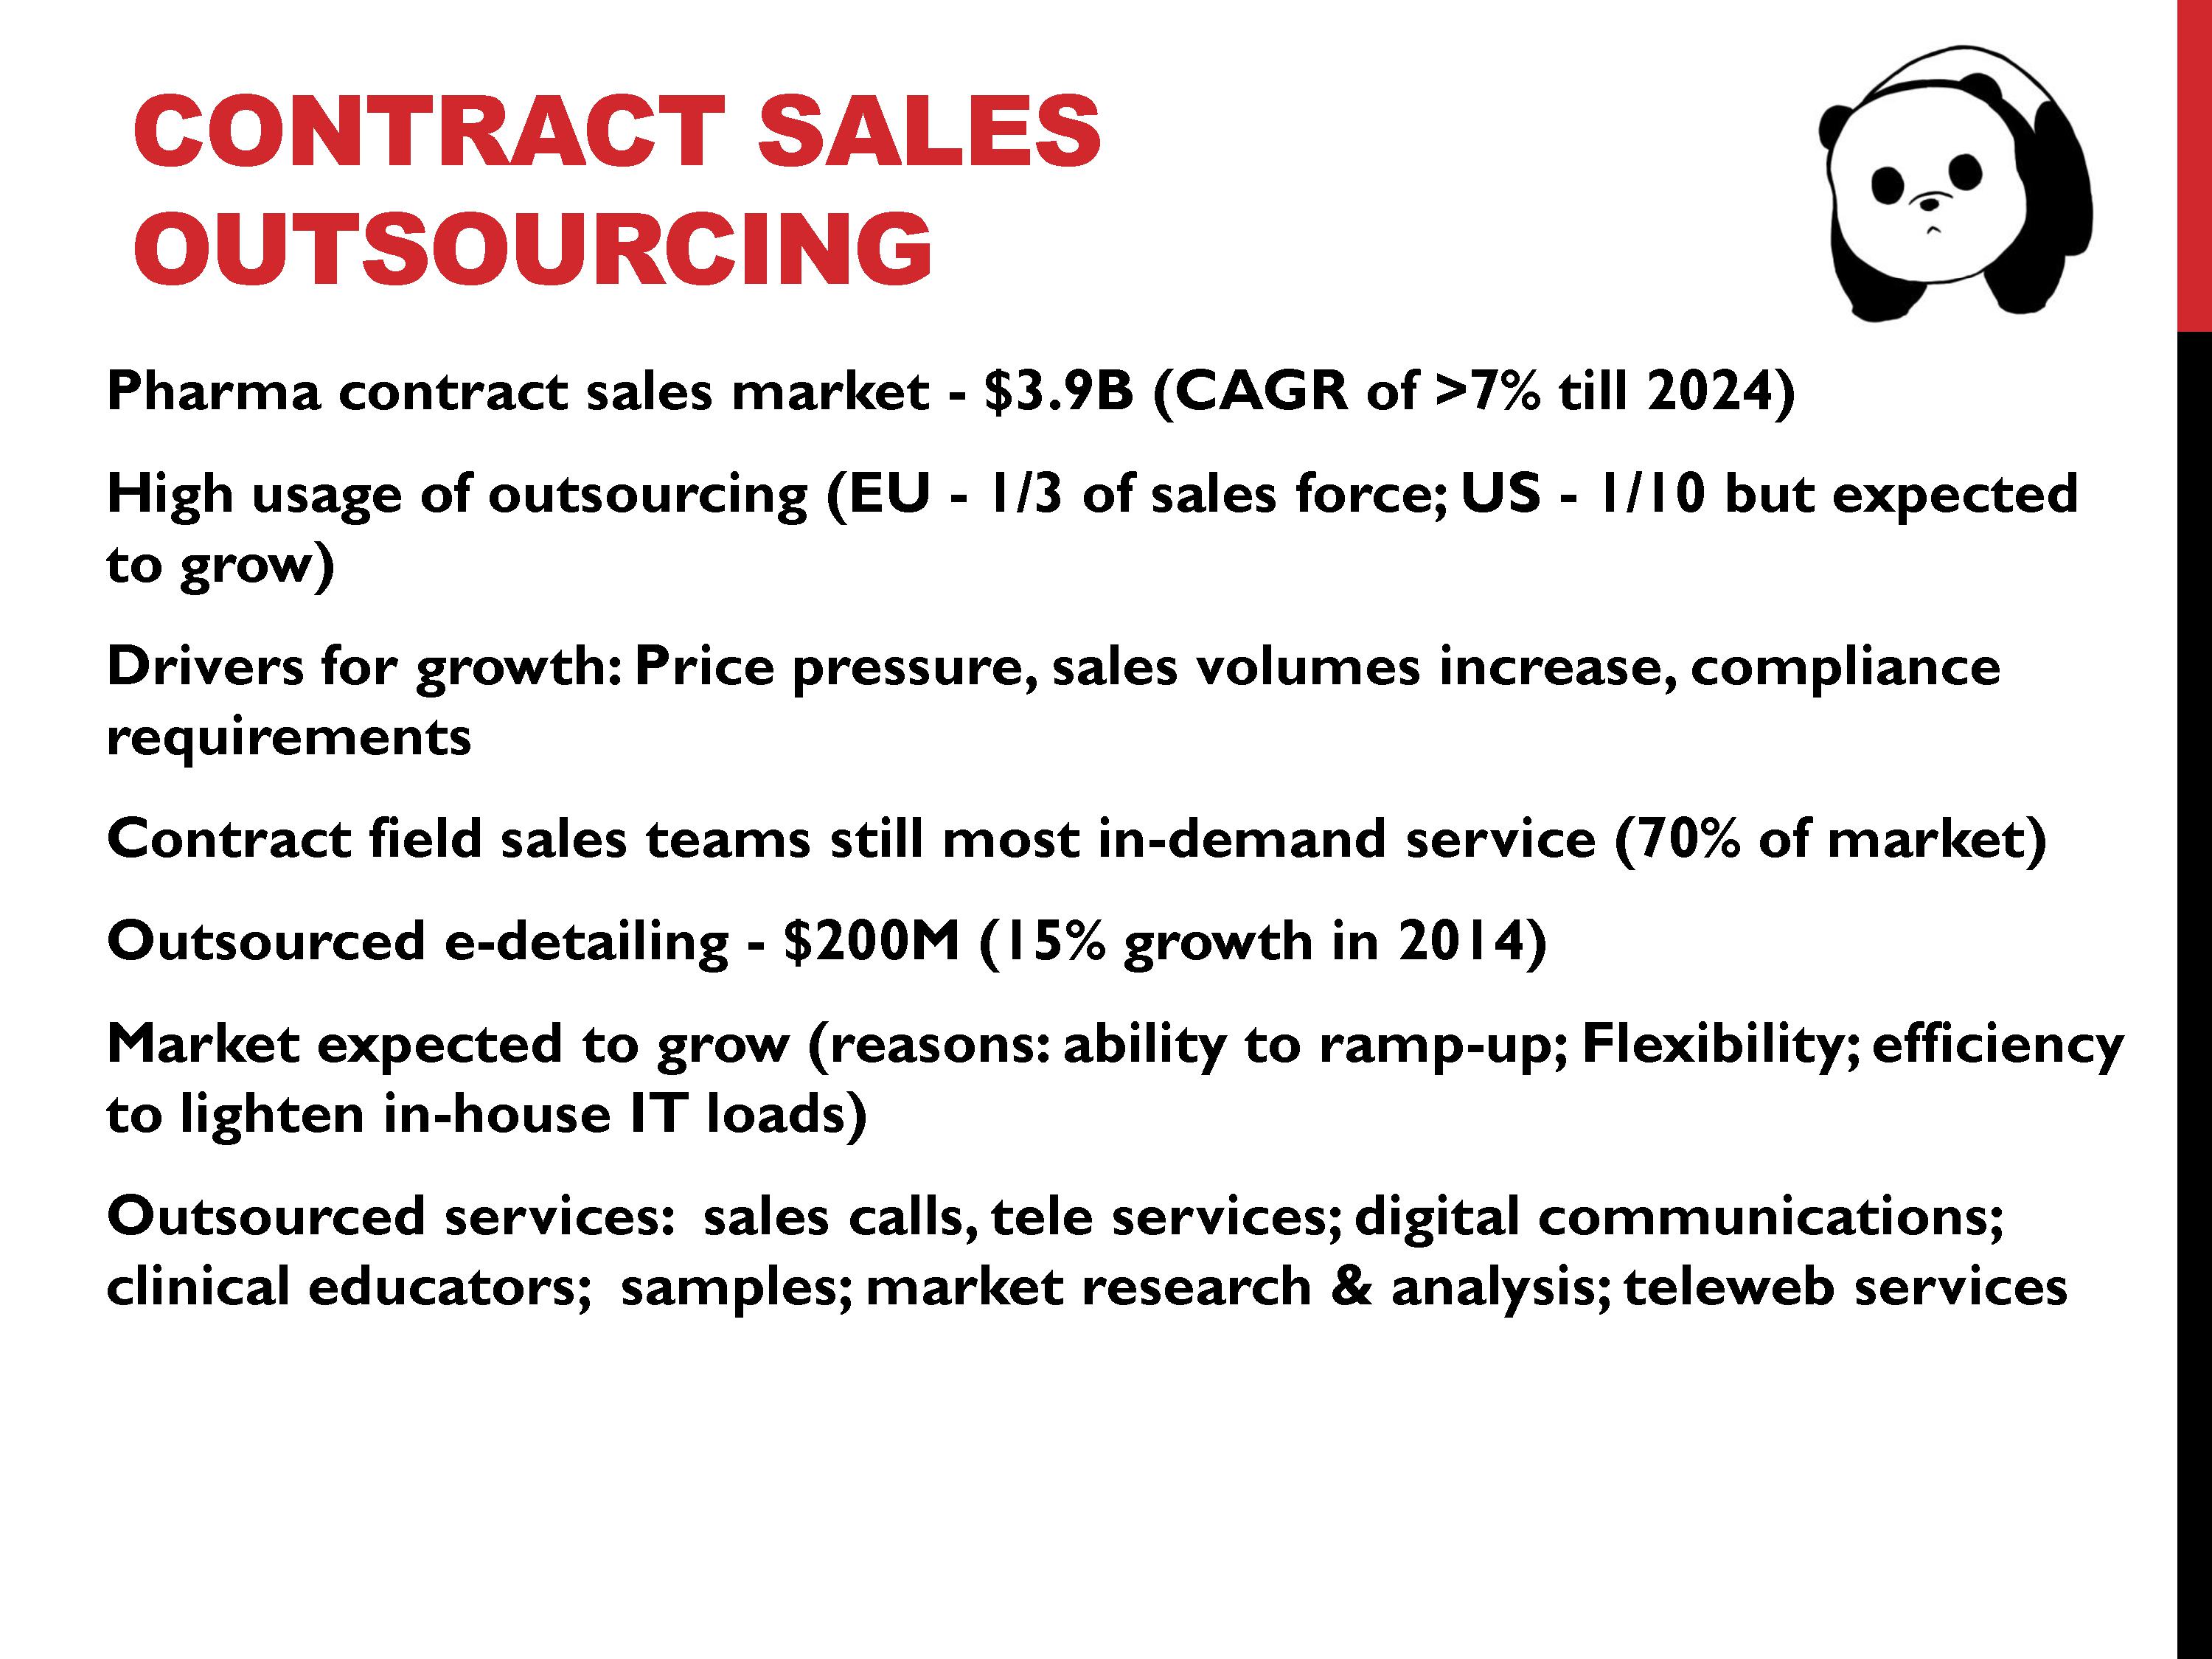 CONTRACT SALES
OUTSOURCING
Pharma contract sales market - $3.9B (CAGR of >7% till 2024)
High usage of outsourcing (EU - 1/3 of sales force; US - 1/10 but expected
to grow)
Drivers for growth: Price pressure, sales volumes increase, compliance
requirements
Contract field sales teams still most in-demand service (70% of market)
Outsourced e-detailing - $200M (15% growth in 2014)
Market expected to grow (reasons: ability to ramp-up; Flexibility; efficiency
to lighten in-house IT loads)
Outsourced services:  sales calls, tele services; digital communications;
clinical educators;  samples; market research & analysis; teleweb services